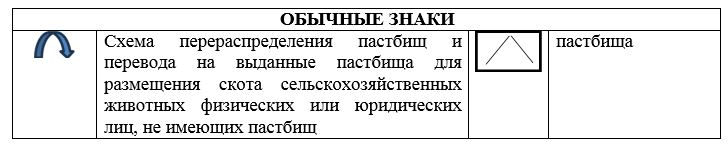 ОБЫЧНЫЕ ЗНАКИ
Схема перераспределения пастбищ и
перевода на выданные пастбища для
размещения скота сельскохозяйственных
животных физических или юридических
лиц, не имеющих пастбищ
пастбища